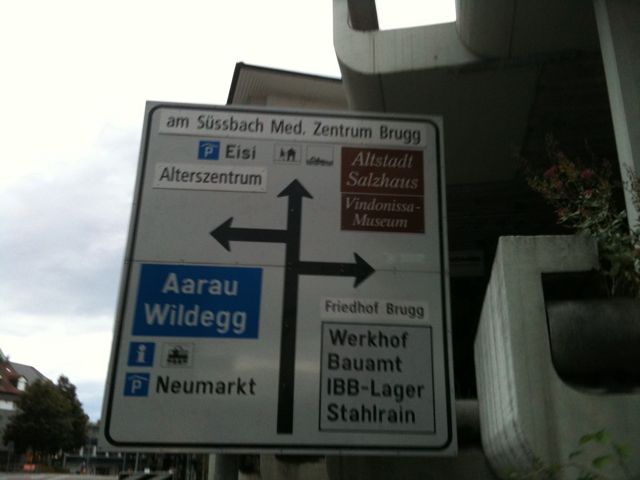 am Süssbach Med. Zentrum Brugg
P Eisi
Alterszentrum
Altstadt
Salzhaus
Vindonissa-
Museum
Aarau
Wildegg
i
P Neumarkt
Friedhof Brugg
Werkhof
Bauamt
IBB-Lager
Stahlrain